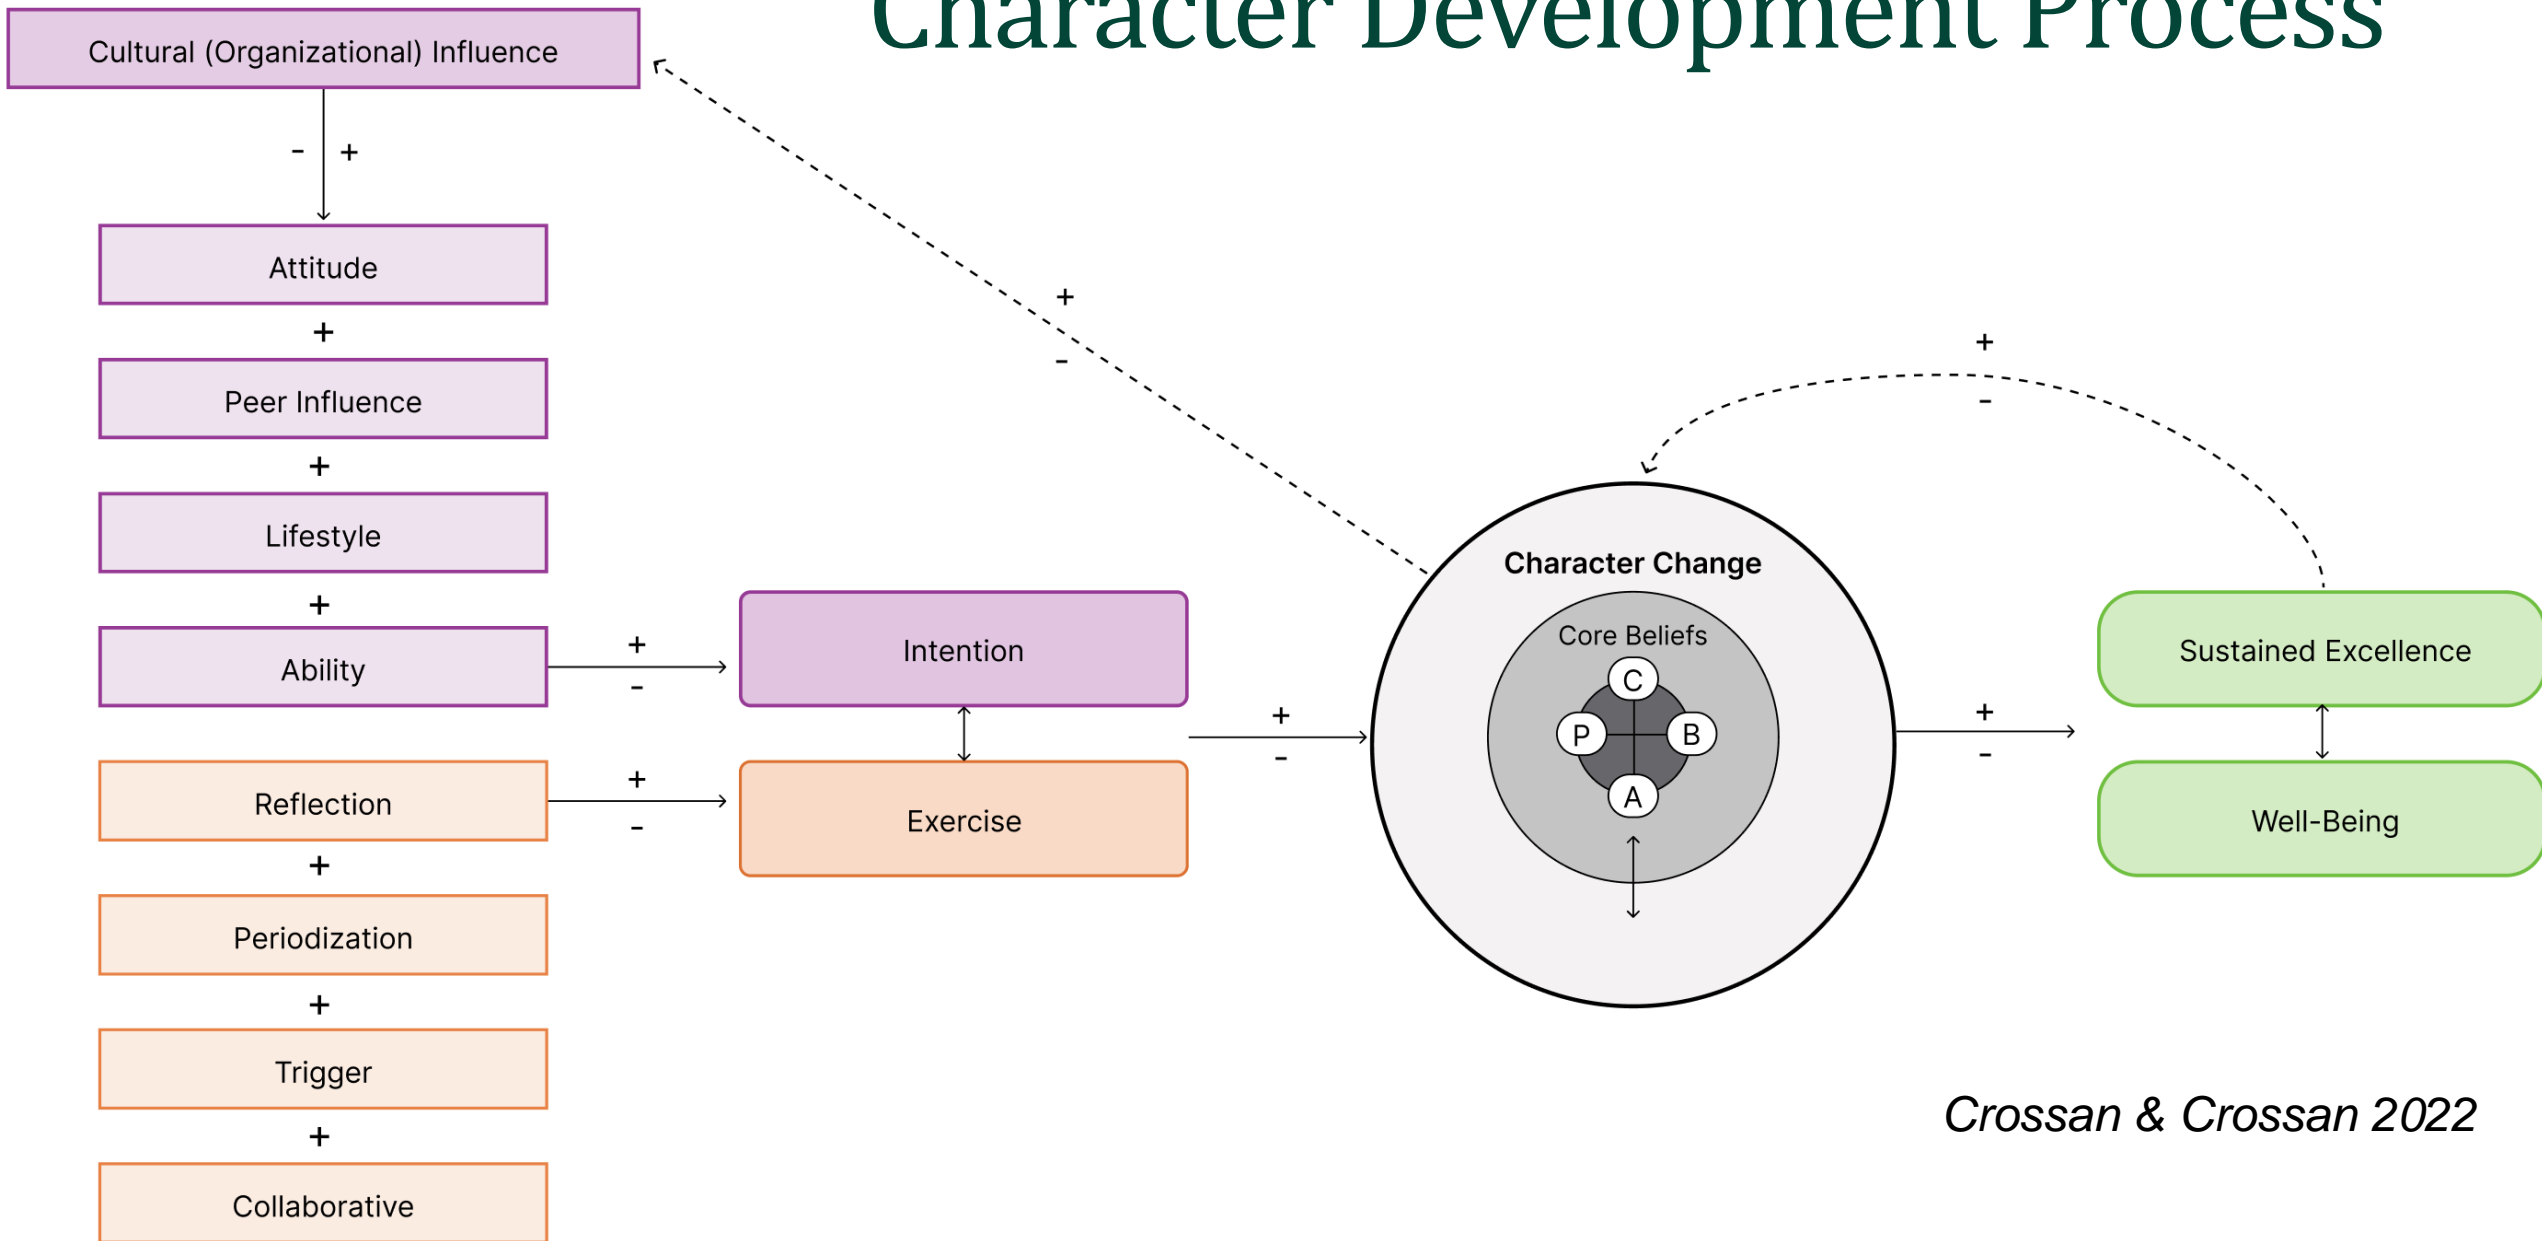 Character Development Process
Cultural (Organizational) Influence
- +
Attitude
+
Peer Influence
+
Lifestyle
+
Ability
+
-
Intention
Reflection
+
-
Exercise
+
Periodization
+
Trigger
+
Collaborative
+
-
+
-
Character Change
Core Beliefs
C
P
B
A
+
-
+
-
Sustained Excellence
Well-Being
Crossan & Crossan 2022